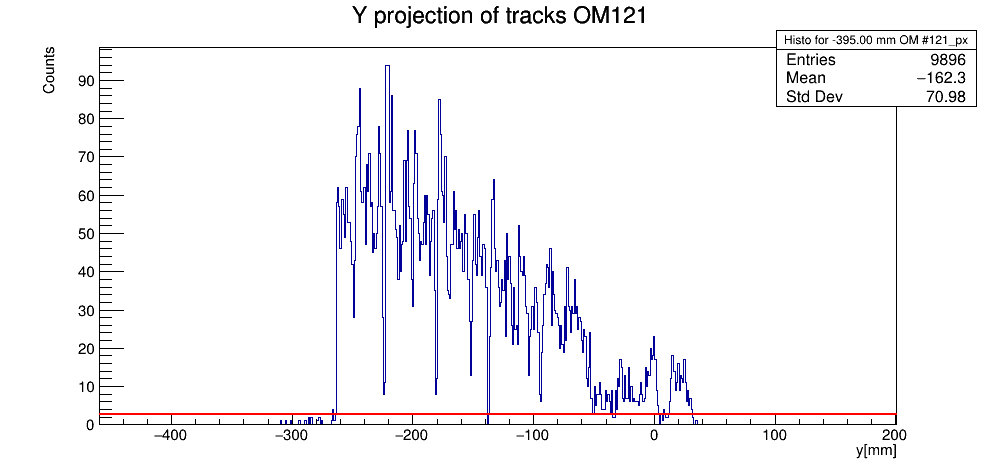 Y projection of tracks OM121
Histo for -395.00 mm OM #121_px
Entries 9896
Mean −162.3
Std Dev 70.98
Counts
90
80
70
60
50
40
30
20
10
0
−400 −300 −200 −100 0 100 200
y[mm]